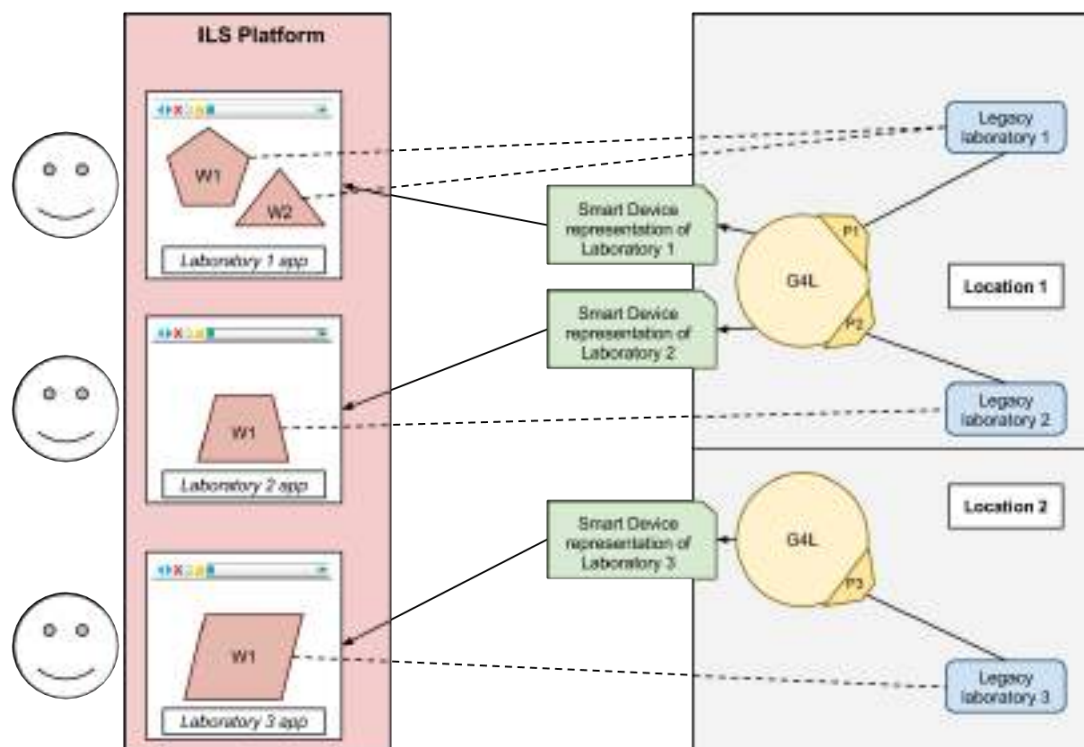 ILS Platform
W1
W2
Laboratory 1 app
W1
Laboratory 2 app
W1
Laboratory 3 app
Smart Device
representation of
Laboratory 1
Smart Device
representation of
Laboratory 2
Smart Device
representation of
Laboratory 3
Legacy
laboratory 1
P1
G4L
P2
Location 1
Legacy
laboratory 2
Location 2
G4L
P3
Legacy
laboratory 3